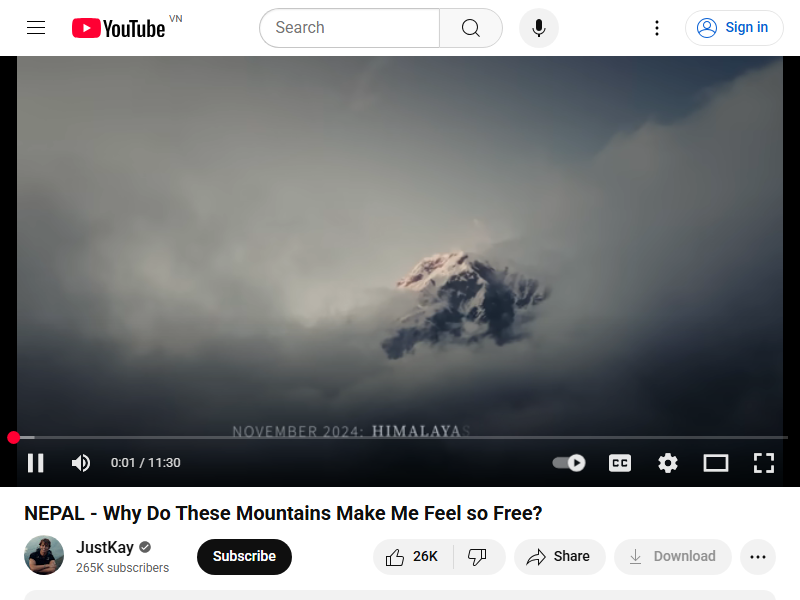 YouTube VN
Search
Sign in
NOVEMBER 2024: HIMALAYAS
0:01 / 11:30
CC
NEPAL - Why Do These Mountains Make Me Feel so Free?
JustKay
265K subscribers
Subscribe
26K
Share
Download